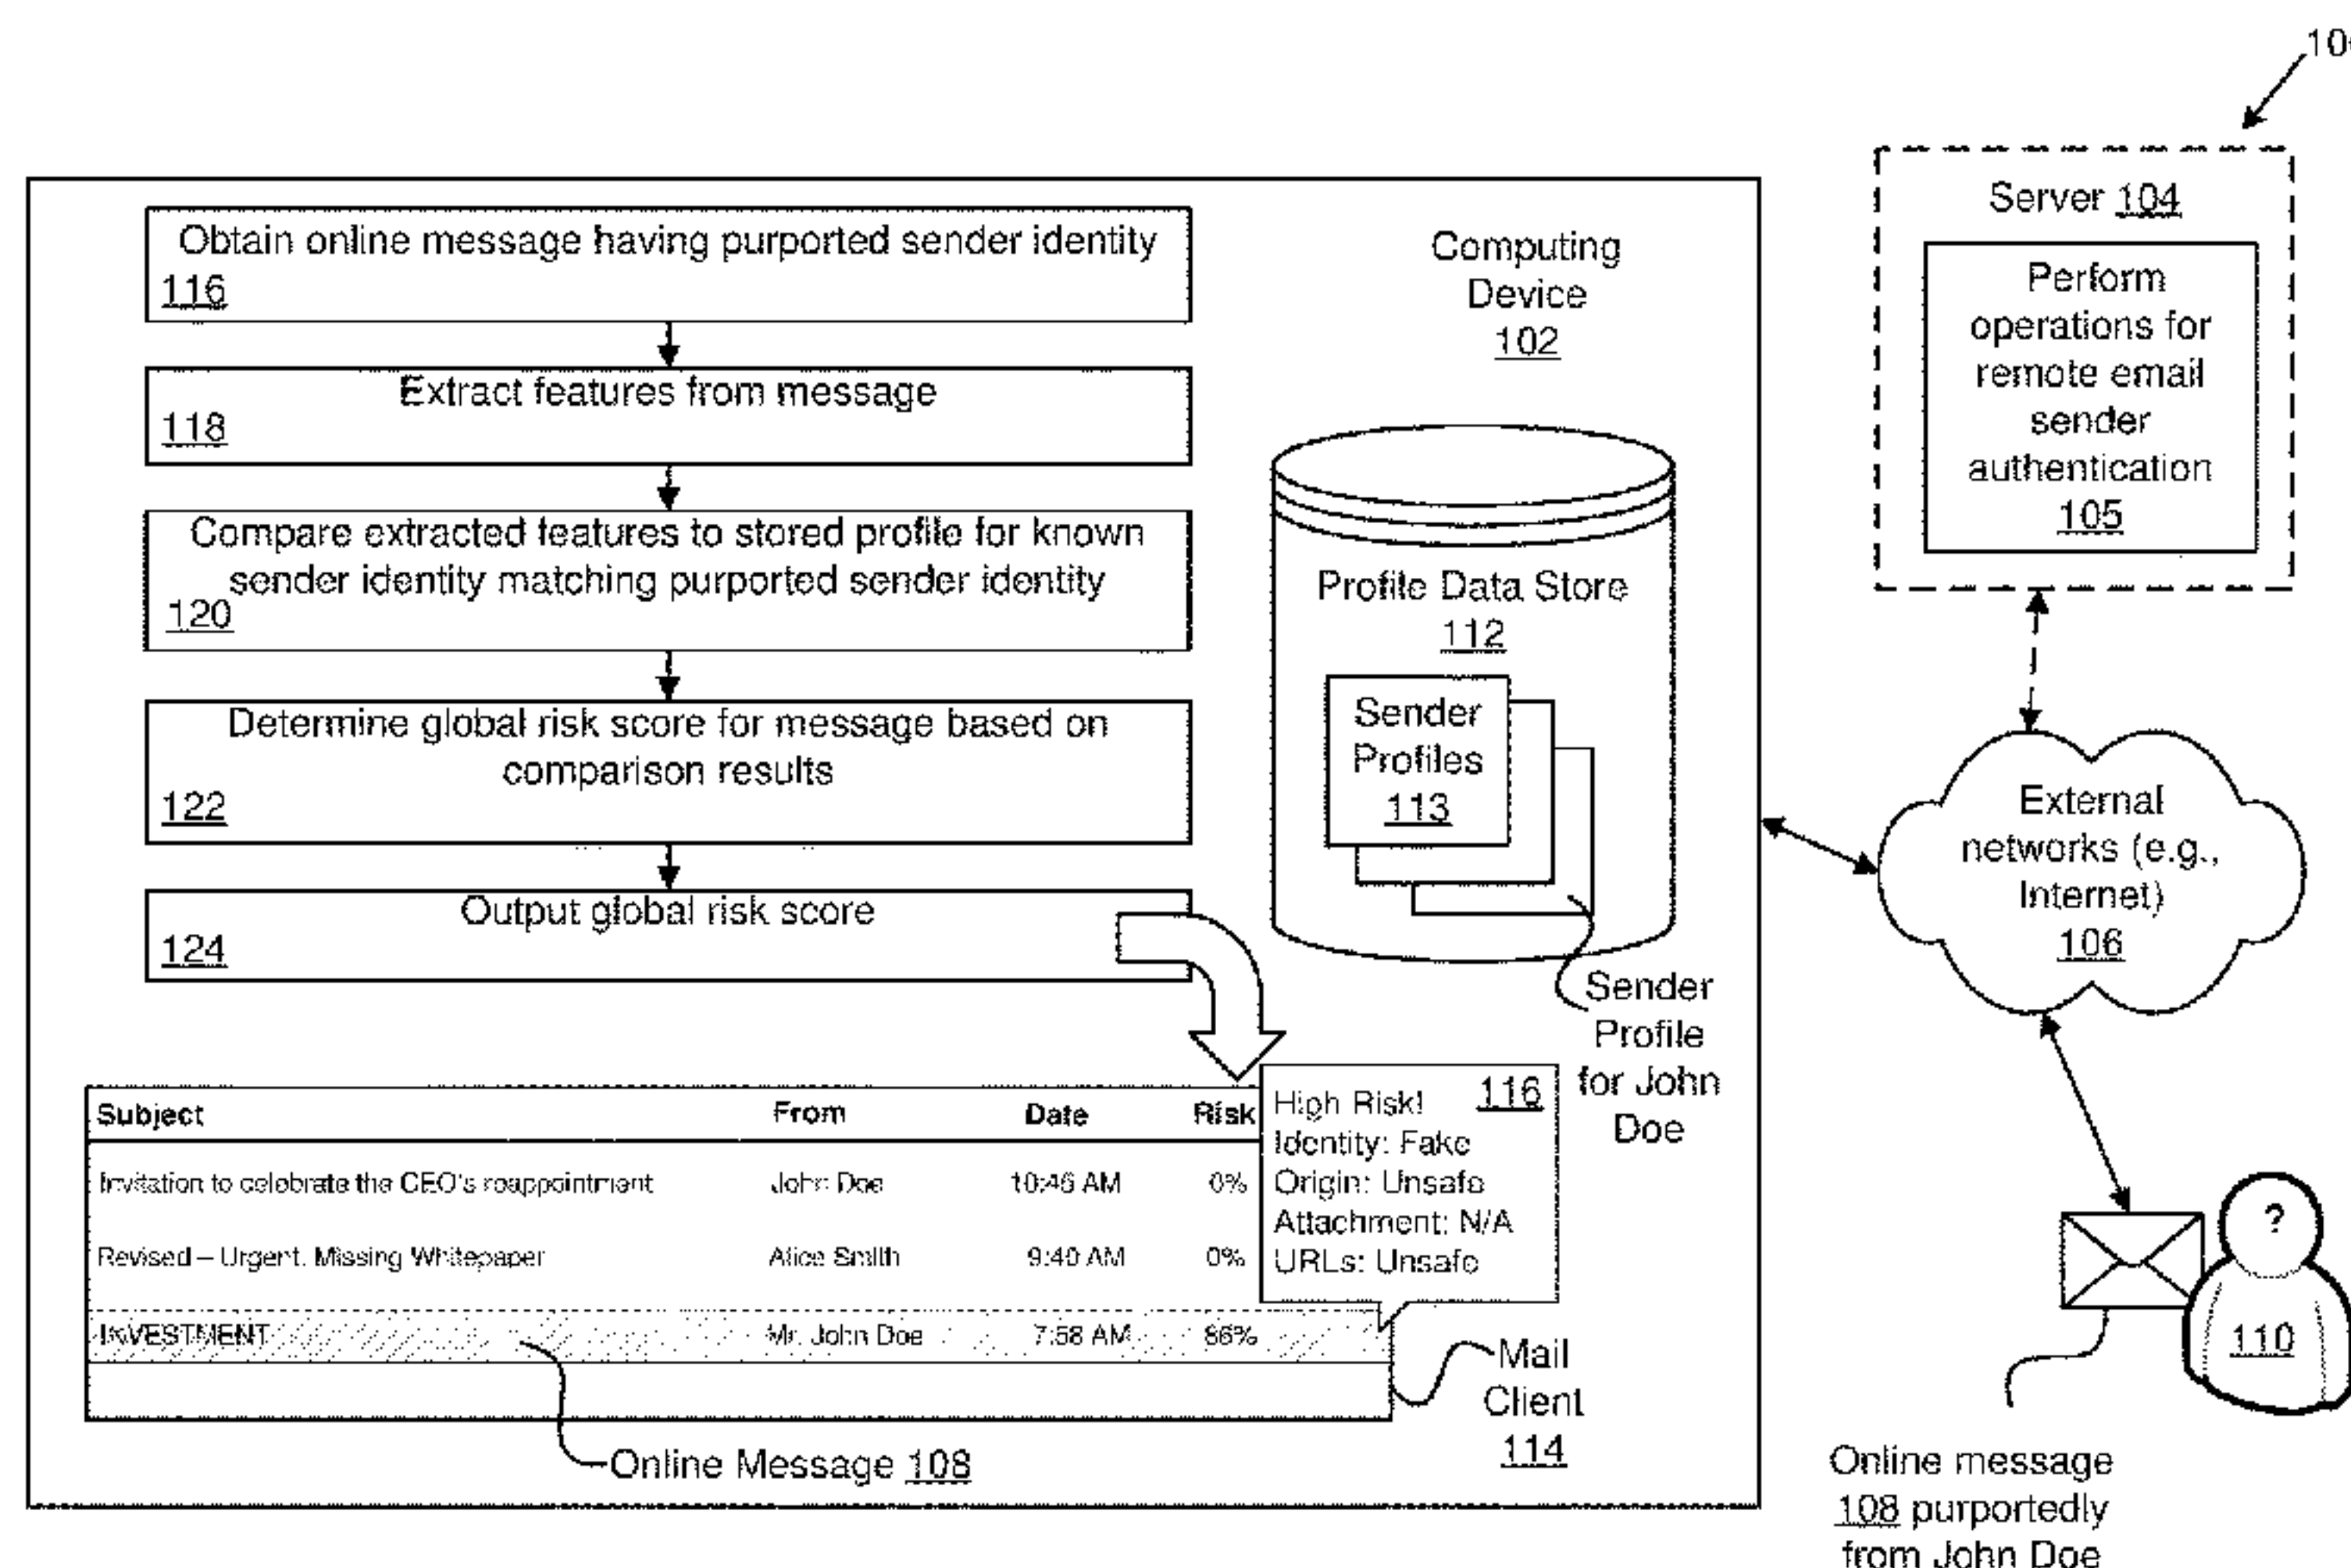 10
Obtain online message having purported sender identity
116
Extract features from message
118
Compare extracted features to stored profile for known
sender identity matching purported sender identity
120
Determine global risk score for message based on
comparison results
122
Output global risk score
124
Computing
Device
102
Profile Data Store
112
Sender
Profiles
113
Sender
Profile
for John
Doe
Server 104
Perform
operations for
remote email
sender
authentication
105
External
networks (e.g.,
Internet)
106
Subject From Date Risk
Invitation to celebrate the CEO's reappointment John Doe 10:46 AM 0%
Revised – Urgent. Missing Whitepaper Alice Smith 9:40 AM 0%
INVESTMENT Mr. John Doe 7:58 AM 86%
116
High Risk!
Identity: Fake
Origin: Unsafe
Attachment: N/A
URLs: Unsafe
Mail
Client
114
Online Message 108
?
110
Online message
108 purportedly
from John Doe